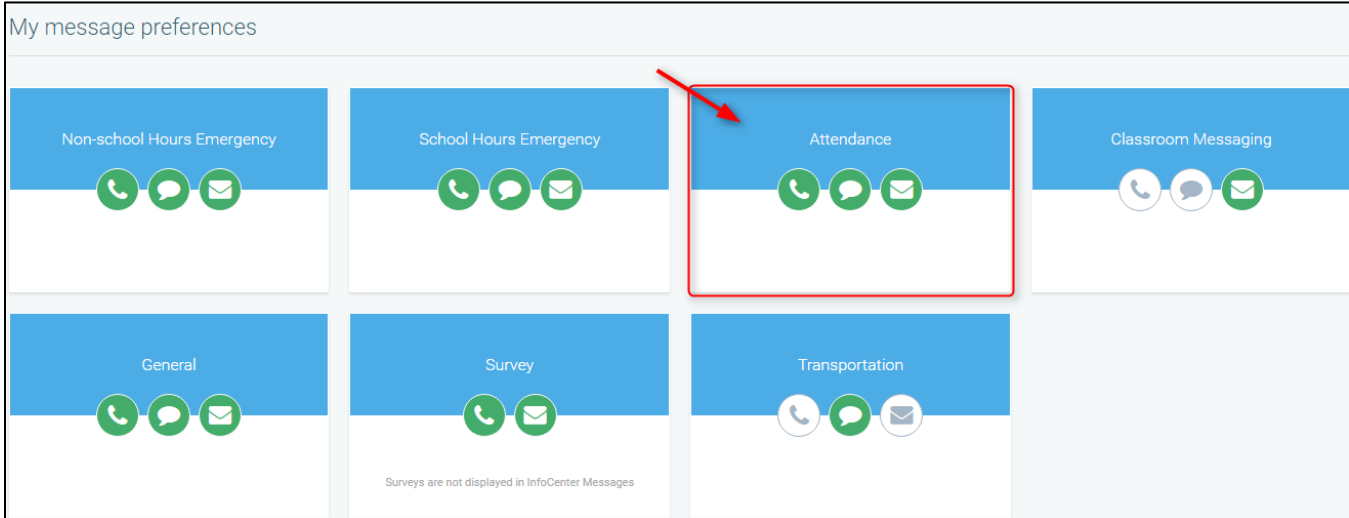 My message preferences
Non-school Hours Emergency
School Hours Emergency
Attendance
Classroom Messaging
General
Survey
Transportation
Surveys are not displayed in InfoCenter Messages